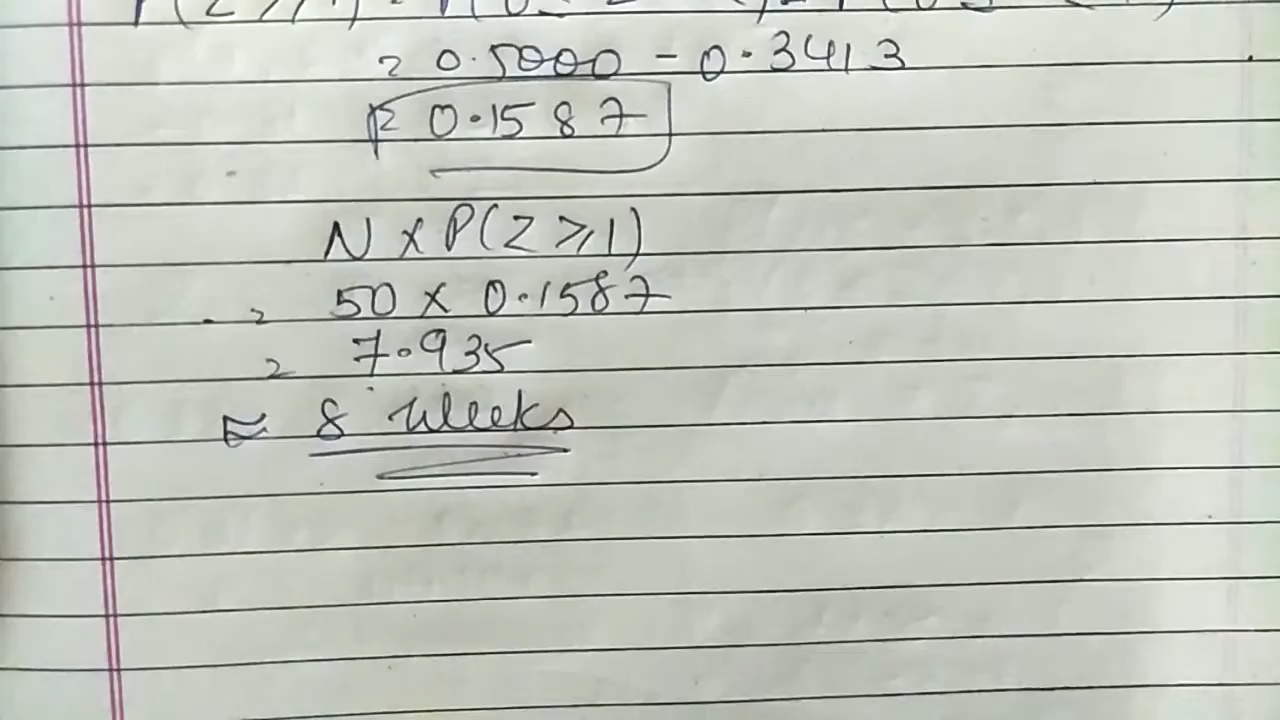 = 0.5000 - 0.3413
= 0.1587
N x P(Z ⩾ 1)
= 50 x 0.1587
= 7.935
≈ 8 weeks